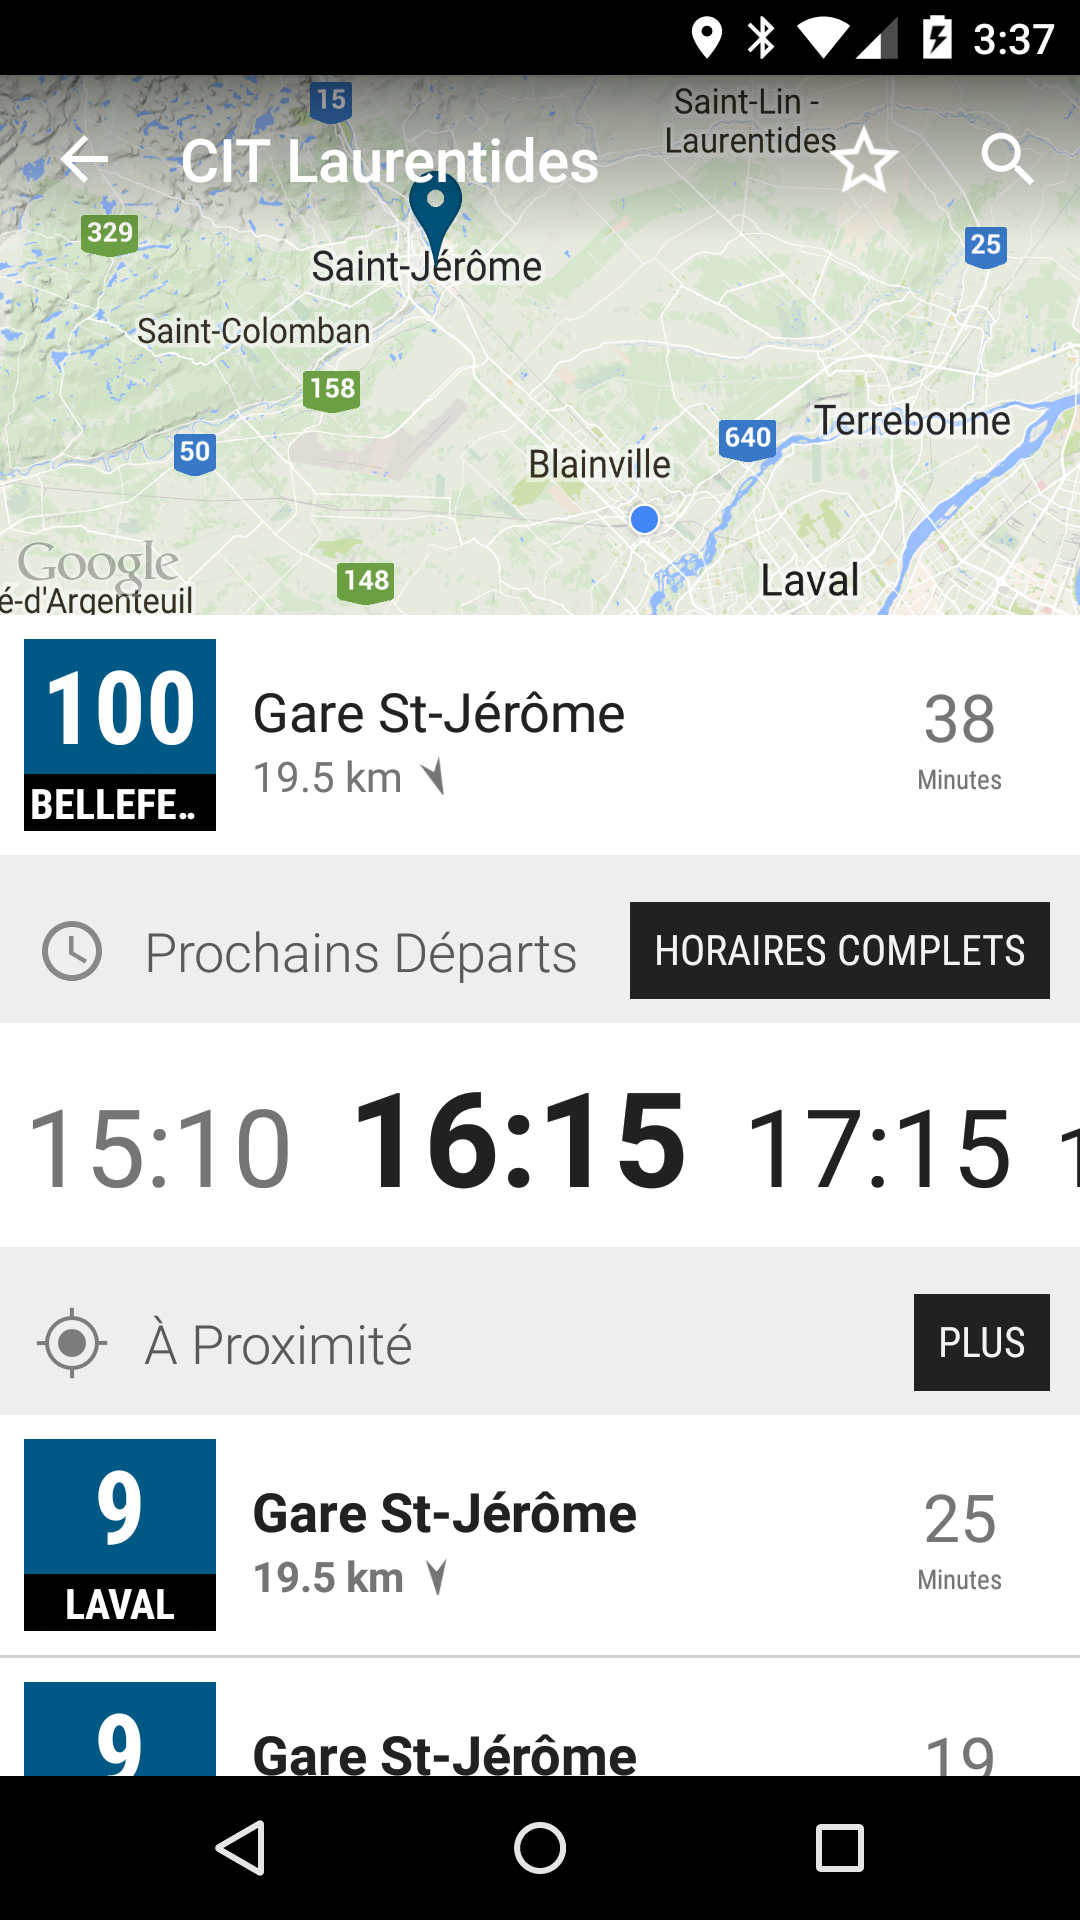 3:37
15
Saint-Lin -
Laurentides
CIT Laurentides
329
25
Saint-Jérôme
Saint-Colomban
158
Terrebonne
640
50
Blainville
Google
148
Laval
é-d'Argenteuil
100
BELLEFE..
Gare St-Jérôme
19.5 km
38
Minutes
Prochains Départs
HORAIRES COMPLETS
15:10 16:15 17:15 1
À Proximité
PLUS
9
LAVAL
Gare St-Jérôme
19.5 km
25
Minutes
9
Gare St-Jérôme
19